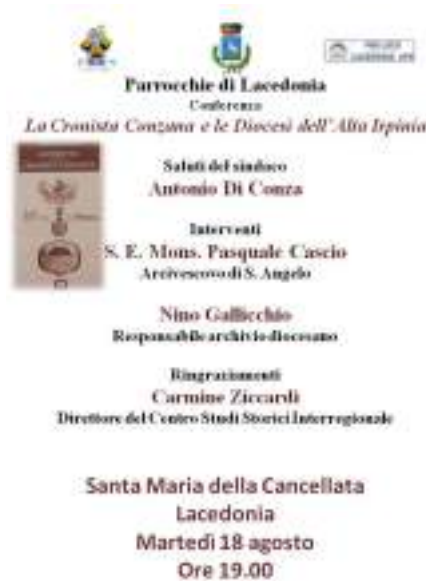 Parrocchie di Lacedonia
Conferenza
La Cronista Conzana e le Diocesi dell'Alta Irpinia
Saluti del sindaco
Antonio Di Conza
Interventi
S. E. Mons. Pasquale Cascio
Arcivescovo di S. Angelo
Nino Gallicchio
Responsabile archivio diocesano
Ringraziamenti
Carmine Ziccardi
Direttore del Centro Studi Storici Interregionale
Santa Maria della Cancellata
Lacedonia
Martedì 18 agosto
Ore 19.00